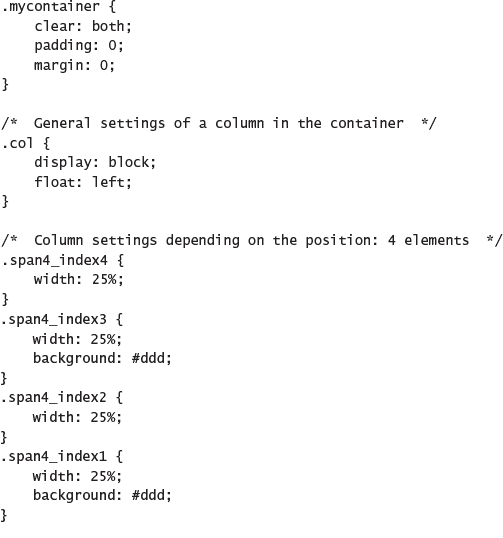 .mycontainer {
    clear: both;
    padding: 0;
    margin: 0;
}

/*  General settings of a column in the container  */
.col {
    display: block;
    float: left;
}

/*  Column settings depending on the position: 4 elements  */
.span4_index4 {
    width: 25%;
}
.span4_index3 {
    width: 25%;
    background: #ddd;
}
.span4_index2 {
    width: 25%;
}
.span4_index1 {
    width: 25%;
    background: #ddd;
}